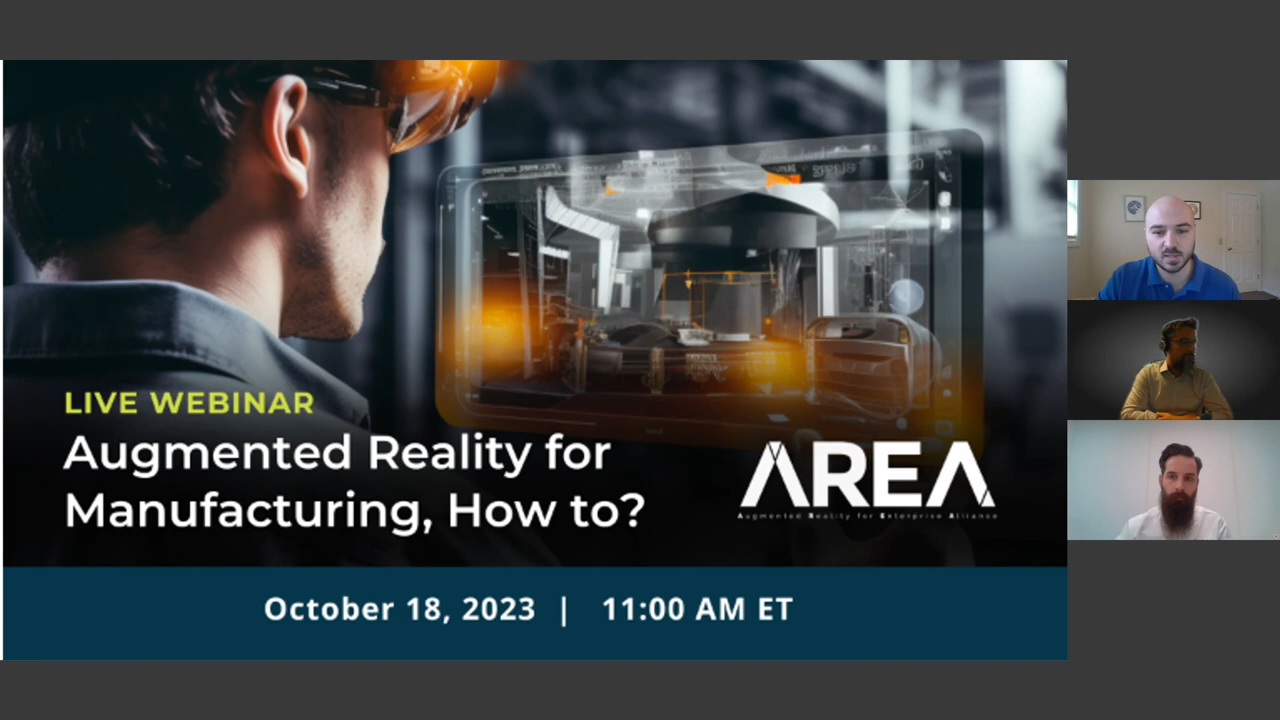 LIVE WEBINAR
Augmented Reality for
Manufacturing, How to?
AREA
Augmented Reality for Enterprise Alliance
October 18, 2023 | 11:00 AM ET